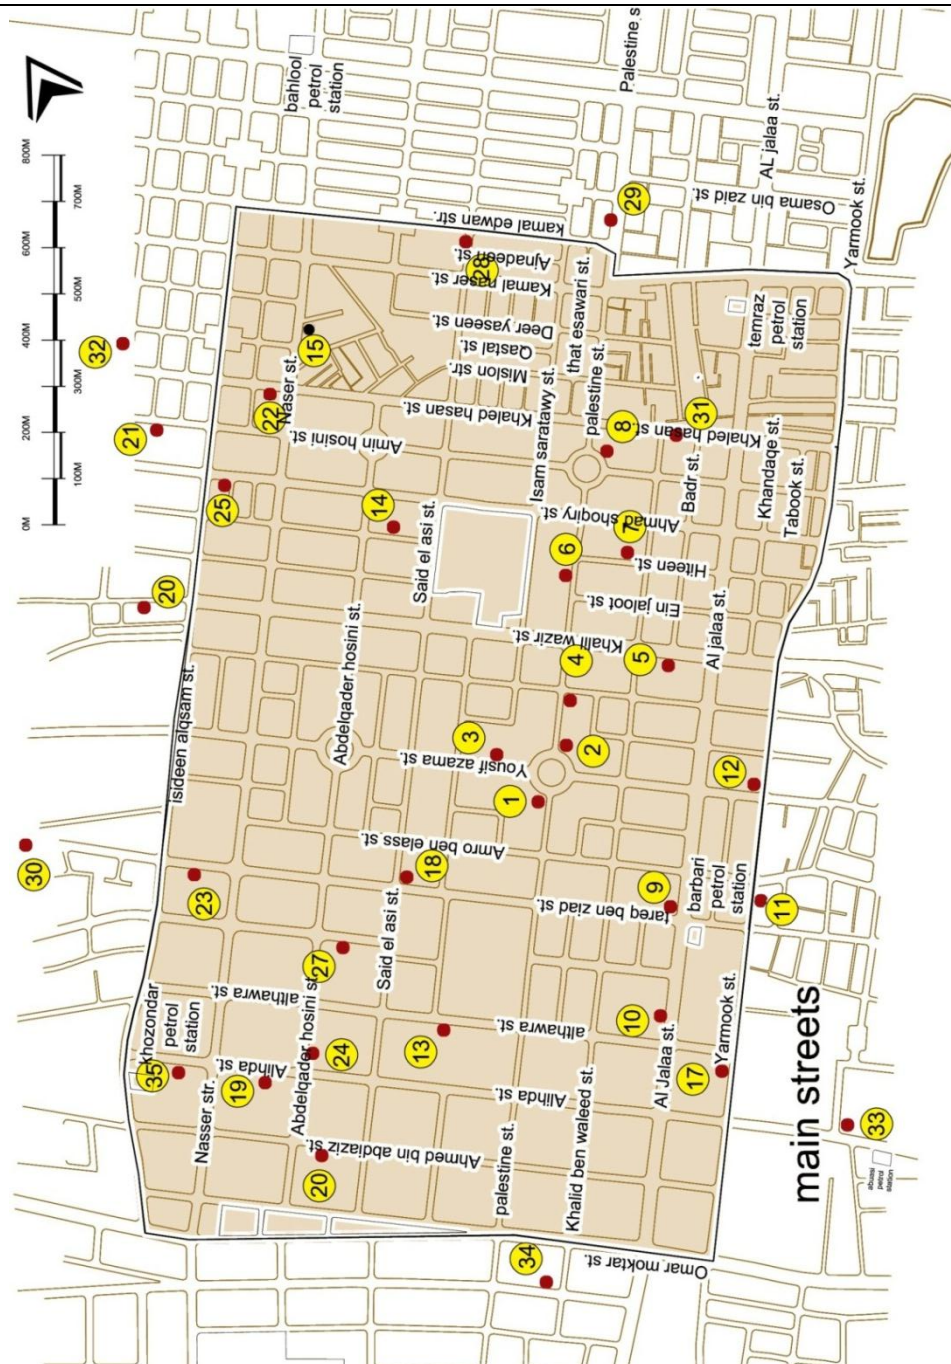 Palestine s
bahlool
petrol
station
AL jalaa st.
Osama bin zaid st.
Yarmook st.
800M
700M
600M
500M
400M
300M
200M
100M
0M
29
kamal edwan str.
28
Ajnadeen st.
Kamal naser st.
Deer yaseen st.
Qastal st.
Mislon str.
Khaled hasan st.
that esawari st.
palestine st.
Isam saratawy st.
temraz
petrol
station
32
15
Naser st.
22
Amin hosini st.
21
25
14
Said el asi st.
8
31
Khaled hasan st.
Badr st.
Khandaqe st.
Tabook st.
Ahmad shoqiry st.
7
6
Hiteen st.
Ein jaloot st.
Khalil wazir st.
Al jalaa st.
20
4
5
Abdelqader hosini st.
isideen alqsam st.
3
Yousif azama st.
2
1
12
30
23
Amro ben elass st.
18
Said el asi st.
9
tareq ben ziad st.
barbari
petrol
station
11
27
althawra st.
khozondar
petrol
station
35
19
Alinda st.
Abdelqader hosini st.
24
13
althawra st.
10
Al Jalaa st.
17
Yarmook st.
Nasser str.
Alinda st.
Ahmed bin abdiaziz st.
20
palestine st.
Khalid ben waleed st.
main streets
33
abuasi
petrol
station
34
Omar moktar st.